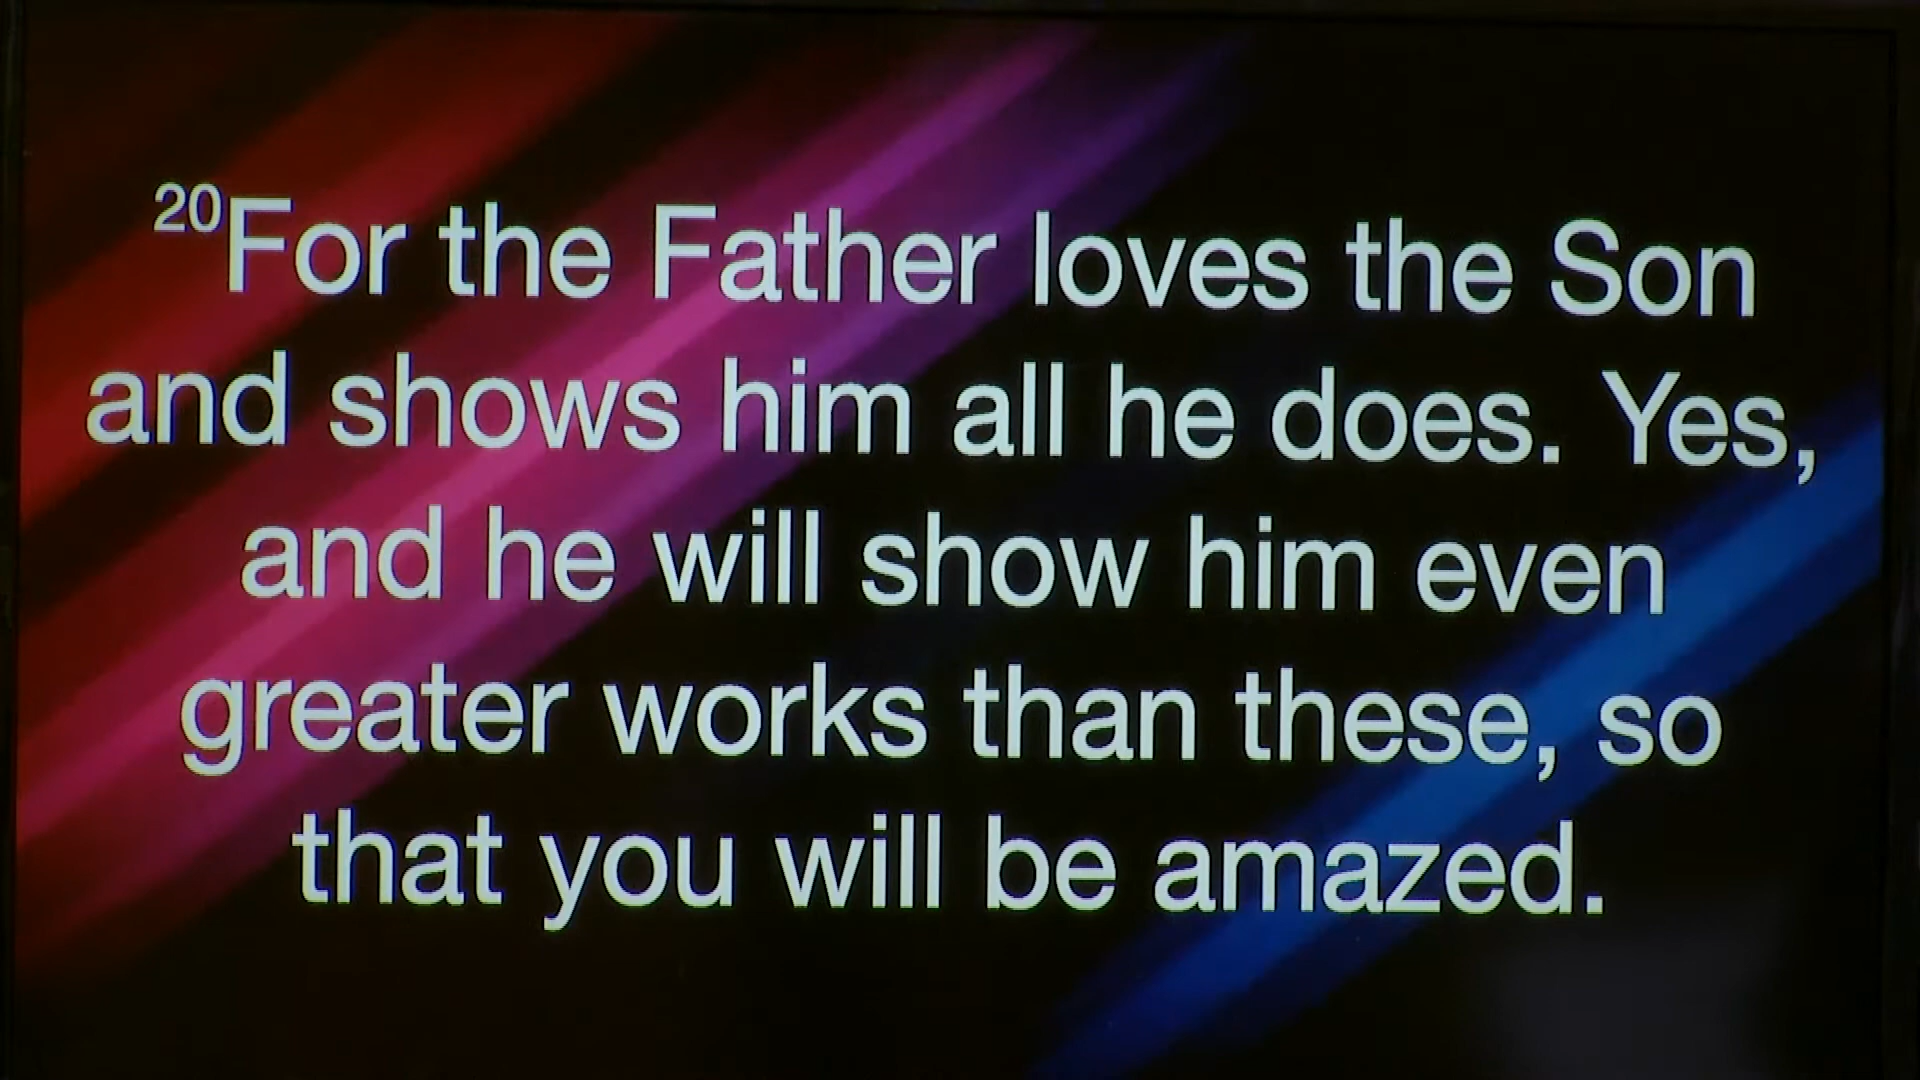 20For the Father loves the Son
and shows him all he does. Yes,
and he will show him even
greater works than these, so
that you will be amazed.